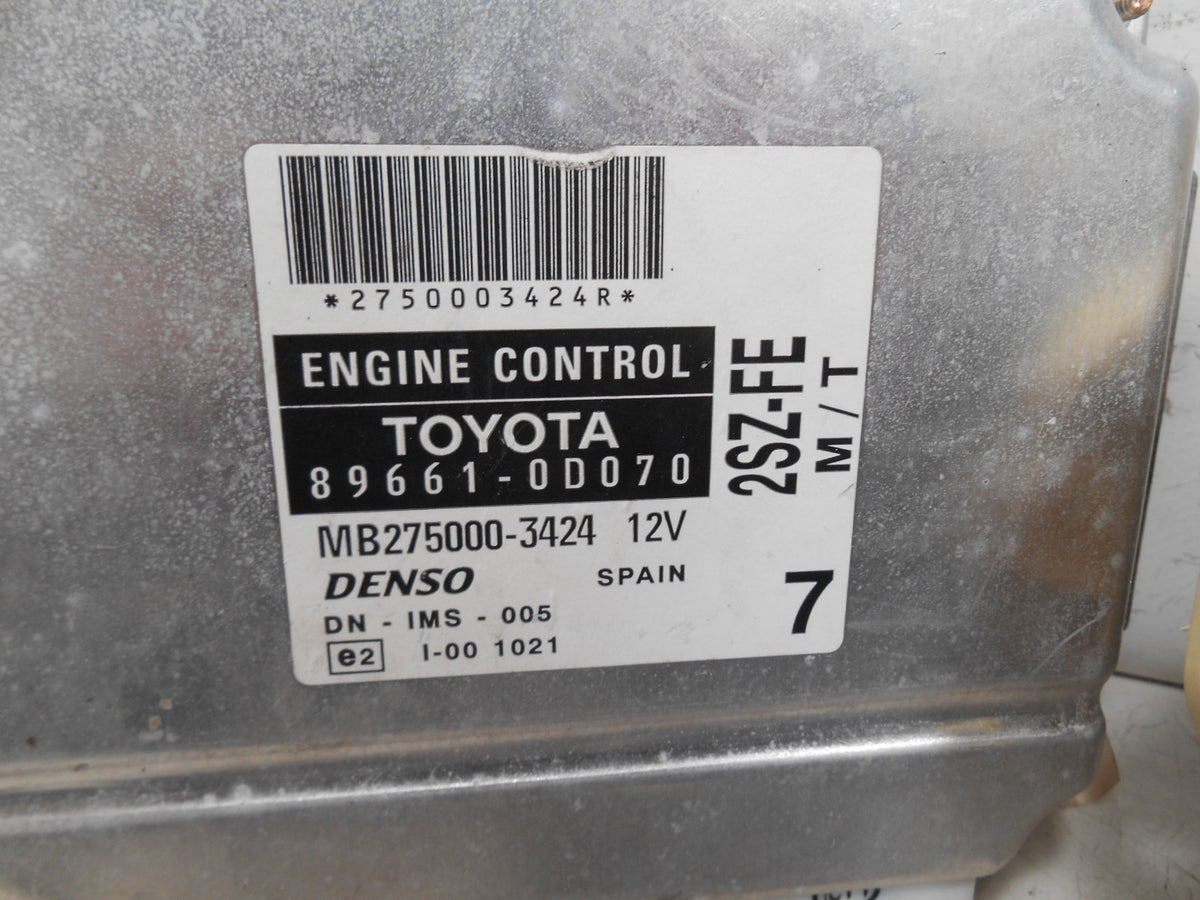 *2750003424R*
ENGINE CONTROL
TOYOTA
89661-0D070
2SZ-FE
M/T
MB275000-3424 12V
DENSO SPAIN
7
DN - IMS - 005
e2 I-00 1021